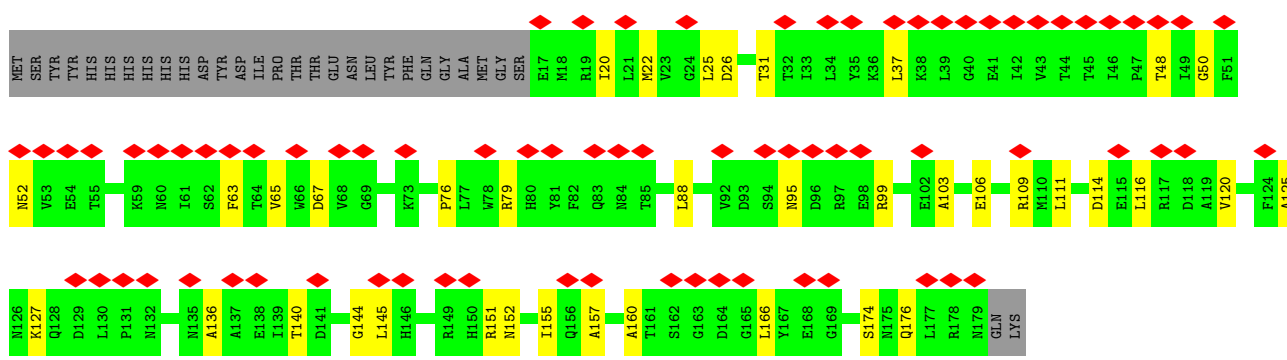 MET SER TYR TYR HIS HIS HIS HIS HIS HIS ASP TYR ASP ILE PRO THR THR GLU ASN LEU TYR PHE GLN GLY ALA MET GLY SER E17 M18 R19 I20 L21 M22 V23 G24 L25 D26 T31 T32 I33 L34 Y35 K36 L37 K38 L39 G40 E41 I42 V43 T44 T45 I46 P47 T48 I49 G50 F51
N52 V53 E54 T55 K59 N60 I61 S62 F63 T64 V65 W66 D67 V68 G69 K73 P76 L77 W78 R79 H80 Y81 F82 Q83 N84 T85 L88 V92 D93 S94 N95 D96 R97 E98 R99 E102 A103 E106 R109 M110 L111 D114 E115 L116 R117 D118 A119 V120 F124 A125
N126 K127 Q128 D129 L130 P131 N132 N135 A136 A137 E138 I139 T140 D141 G144 L145 H146 R149 H150 R151 N152 I155 Q156 A157 A160 T161 S162 G163 D164 G165 L166 Y167 E168 G169 S174 N175 Q176 L177 R178 N179 GLN LYS